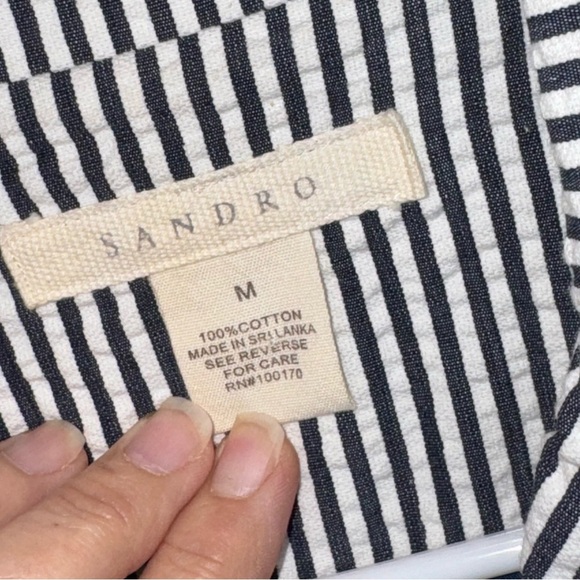 SANDRO
M
100%COTTON
MADE IN SRI LANKA
SEE REVERSE
FOR CARE
RN#100170